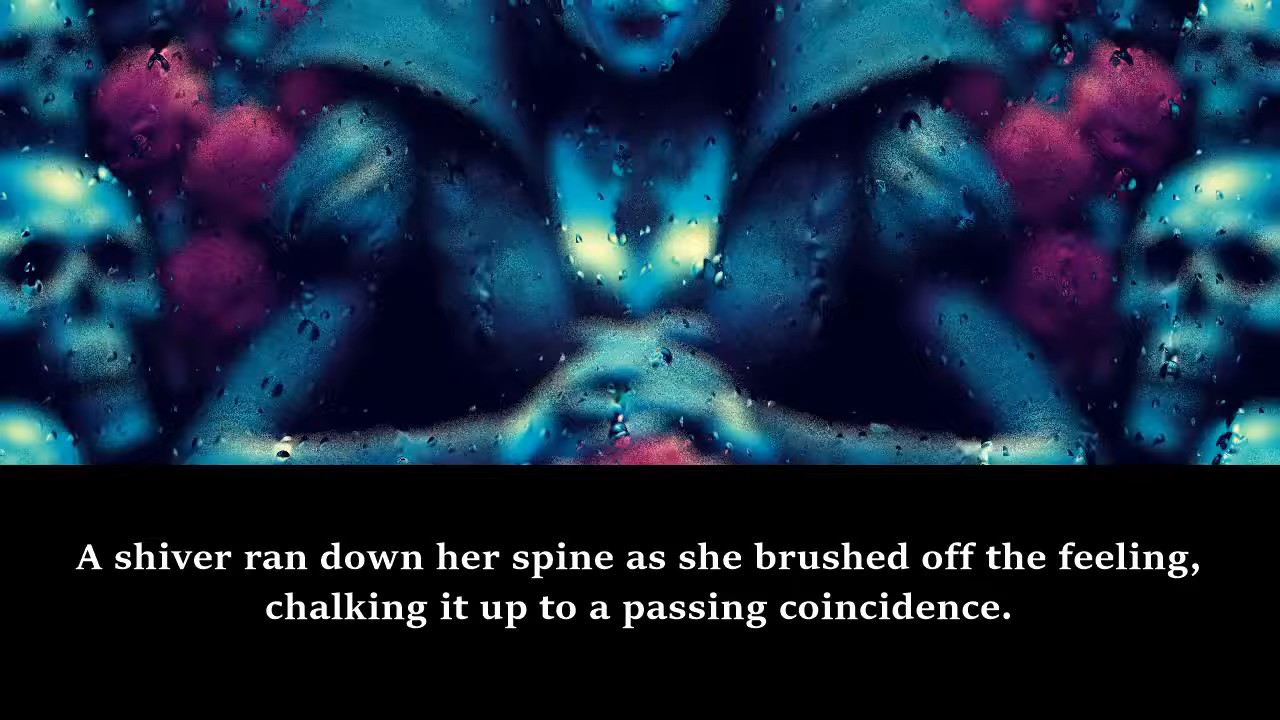 A shiver ran down her spine as she brushed off the feeling,
chalking it up to a passing coincidence.